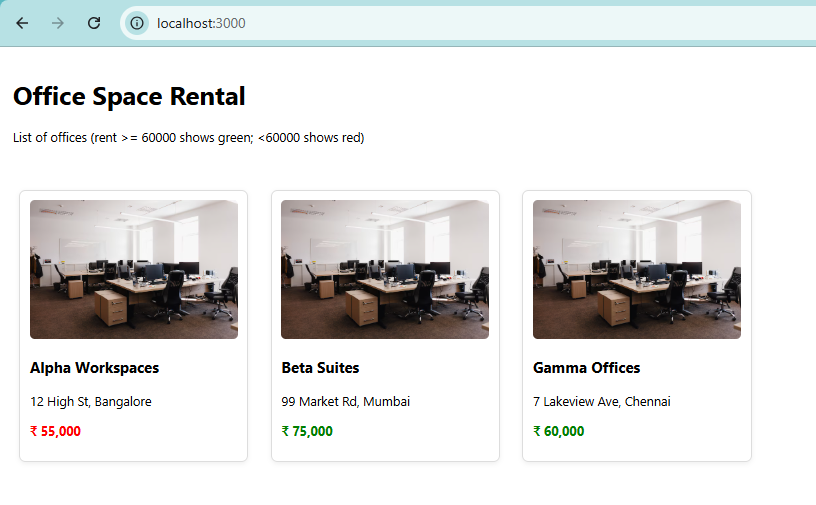 localhost:3000
Office Space Rental
List of offices (rent >= 60000 shows green; <60000 shows red)
Alpha Workspaces
12 High St, Bangalore
₹ 55,000
Beta Suites
99 Market Rd, Mumbai
₹ 75,000
Gamma Offices
7 Lakeview Ave, Chennai
₹ 60,000